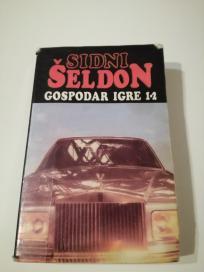 SIDNI
ŠELDON
GOSPODAR IGRE 1-2